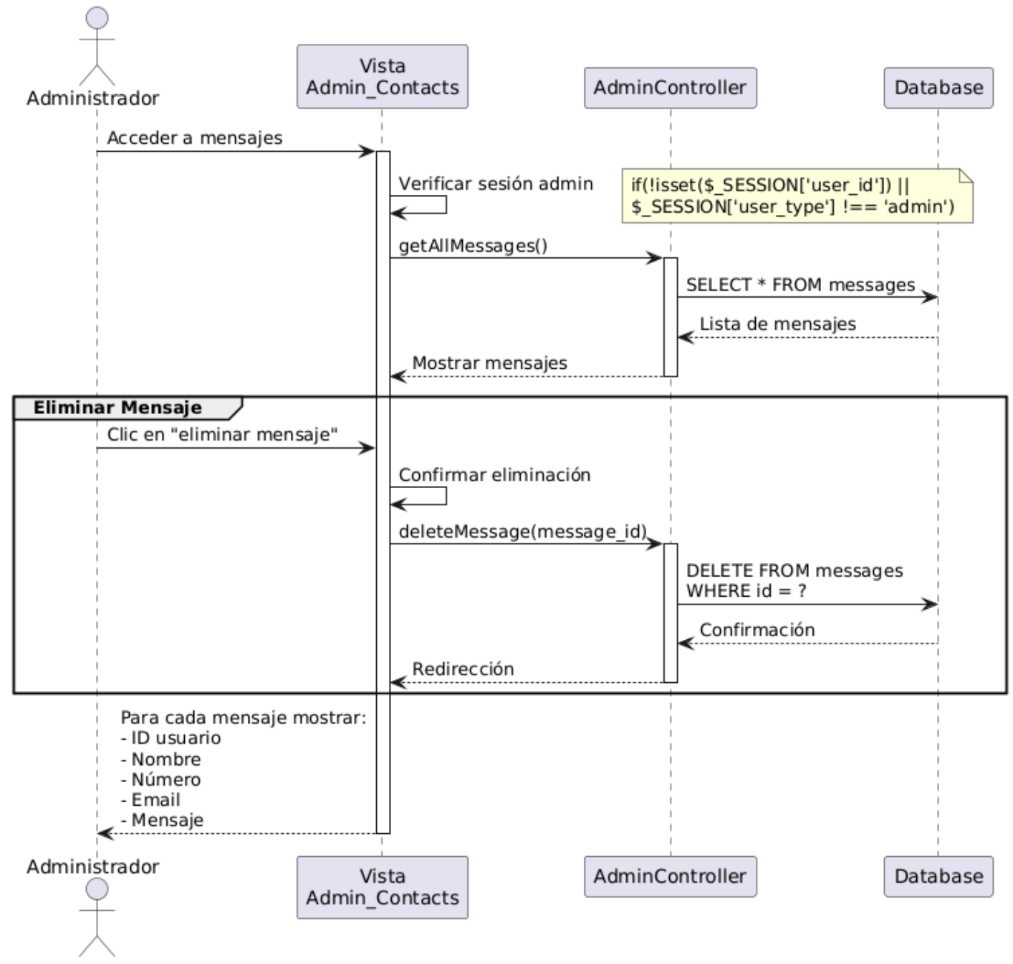 Administrador
Vista
Admin_Contacts
AdminController
Database
Acceder a mensajes
Verificar sesión admin
if(!isset($_SESSION['user_id']) ||
$_SESSION['user_type'] !== 'admin')
getAllMessages()
SELECT * FROM messages
Lista de mensajes
Mostrar mensajes
Eliminar Mensaje
Clic en "eliminar mensaje"
Confirmar eliminación
deleteMessage(message_id)
DELETE FROM messages
WHERE id = ?
Confirmación
Redirección
Para cada mensaje mostrar:
- ID usuario
- Nombre
- Número
- Email
- Mensaje
Administrador
Vista
Admin_Contacts
AdminController
Database